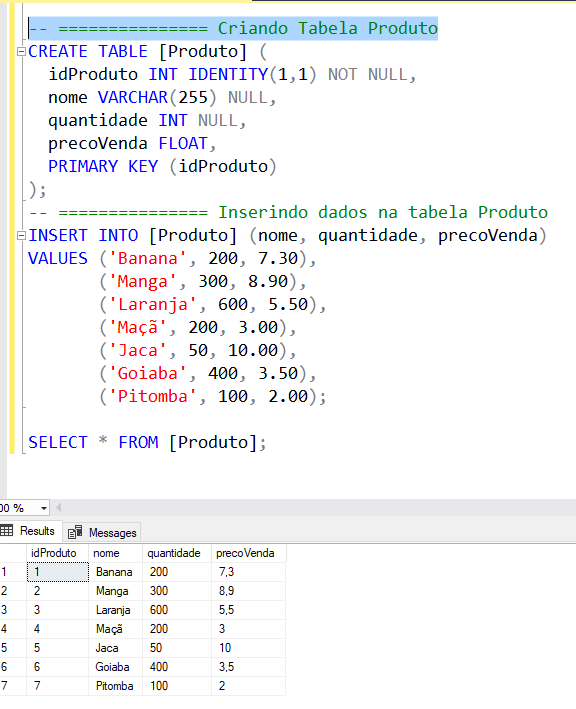 -- =============== Criando Tabela Produto
CREATE TABLE [Produto] (
idProduto INT IDENTITY(1,1) NOT NULL,
nome VARCHAR(255) NULL,
quantidade INT NULL,
precoVenda FLOAT,
PRIMARY KEY (idProduto)
);
-- =============== Inserindo dados na tabela Produto
INSERT INTO [Produto] (nome, quantidade, precoVenda)
VALUES ('Banana', 200, 7.30),
('Manga', 300, 8.90),
('Laranja', 600, 5.50),
('Maçã', 200, 3.00),
('Jaca', 50, 10.00),
('Goiaba', 400, 3.50),
('Pitomba', 100, 2.00);
SELECT * FROM [Produto];
00 %
Results Messages
idProduto nome quantidade precoVenda
1 1 Banana 200 7,3
2 2 Manga 300 8,9
3 3 Laranja 600 5,5
4 4 Maçã 200 3
5 5 Jaca 50 10
6 6 Goiaba 400 3,5
7 7 Pitomba 100 2